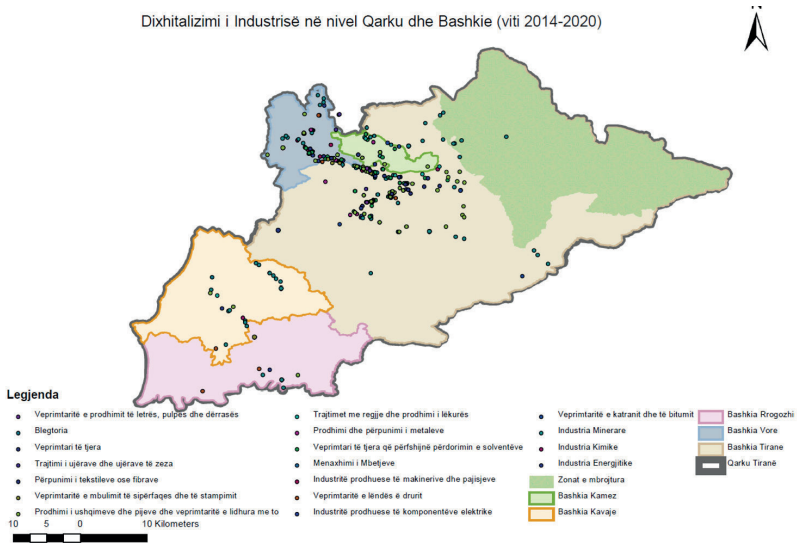 Dixhitalizimi i Industrisë në nivel Qarku dhe Bashkie (viti 2014-2020)
N
Legjenda
Veprimtaritë e prodhimit të letrës, pulpës dhe dërrasës
Blegtoria
Veprimtari të tjera
Trajtimi i ujërave dhe ujërave të zeza
Përpunimi i tekstileve ose fibrave
Veprimtaritë e mbulimit të sipërfaqes dhe të stampimit
Prodhimi i ushqimeve dhe pijeve dhe veprimtaritë e lidhura me to
Trajtimet me regjje dhe prodhimi i lëkurës
Prodhimi dhe përpunimi i metaleve
Veprimtari të tjera që përfshijnë përdorimin e solventëve
Menaxhimi i Mbetjeve
Industritë prodhuese të makinerive dhe pajisjeve
Veprimtaritë e lëndës së drurit
Industritë prodhuese të komponentëve elektrike
Veprimtaritë e katranit dhe të bitumit
Industria Minerare
Industria Kimike
Industria Energjitike
Zonat e mbrojtura
Bashkia Kamez
Bashkia Kavaje
Bashkia Rrogozhi
Bashkia Vore
Bashkia Tirane
Qarku Tiranë
10 5 0 10 Kilometers